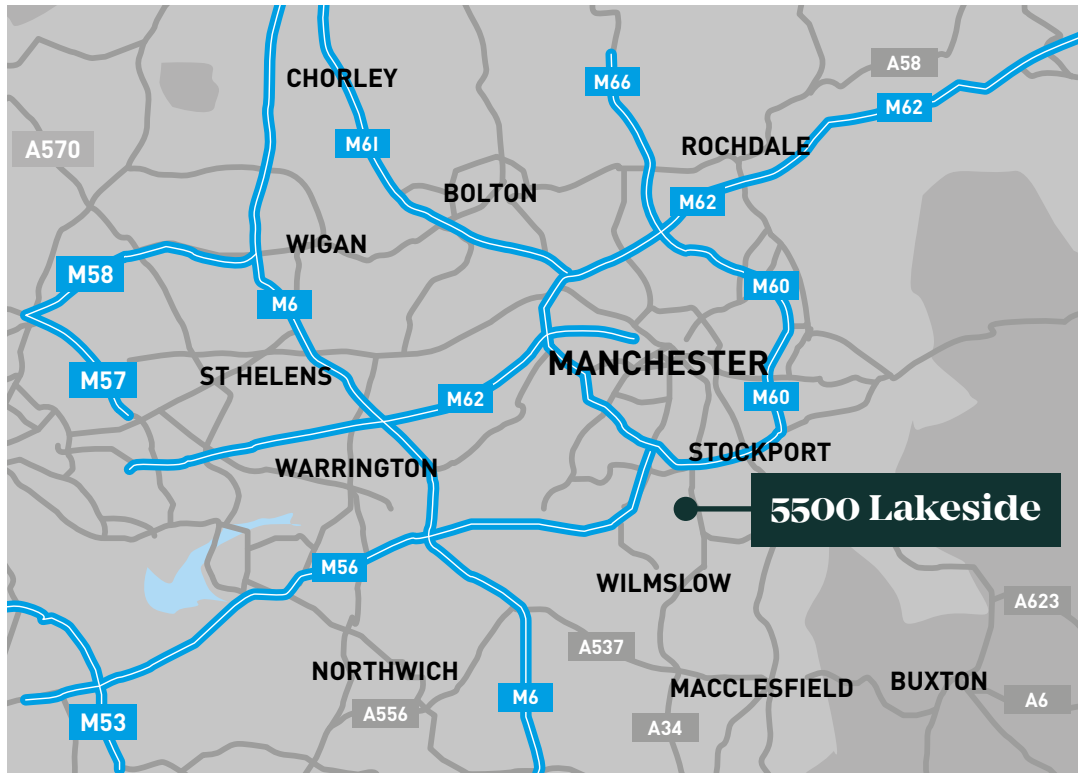 A58
CHORLEY
M66
M62
M61
ROCHDALE
A570
BOLTON
M62
WIGAN
M58
M60
M6
MANCHESTER
ST HELENS
M57
M62
M60
STOCKPORT
WARRINGTON
5500 Lakeside
M56
WILMSLOW
A623
A537
NORTHWICH
BUXTON
MACCLESFIELD
M6
A6
A556
M53
A34